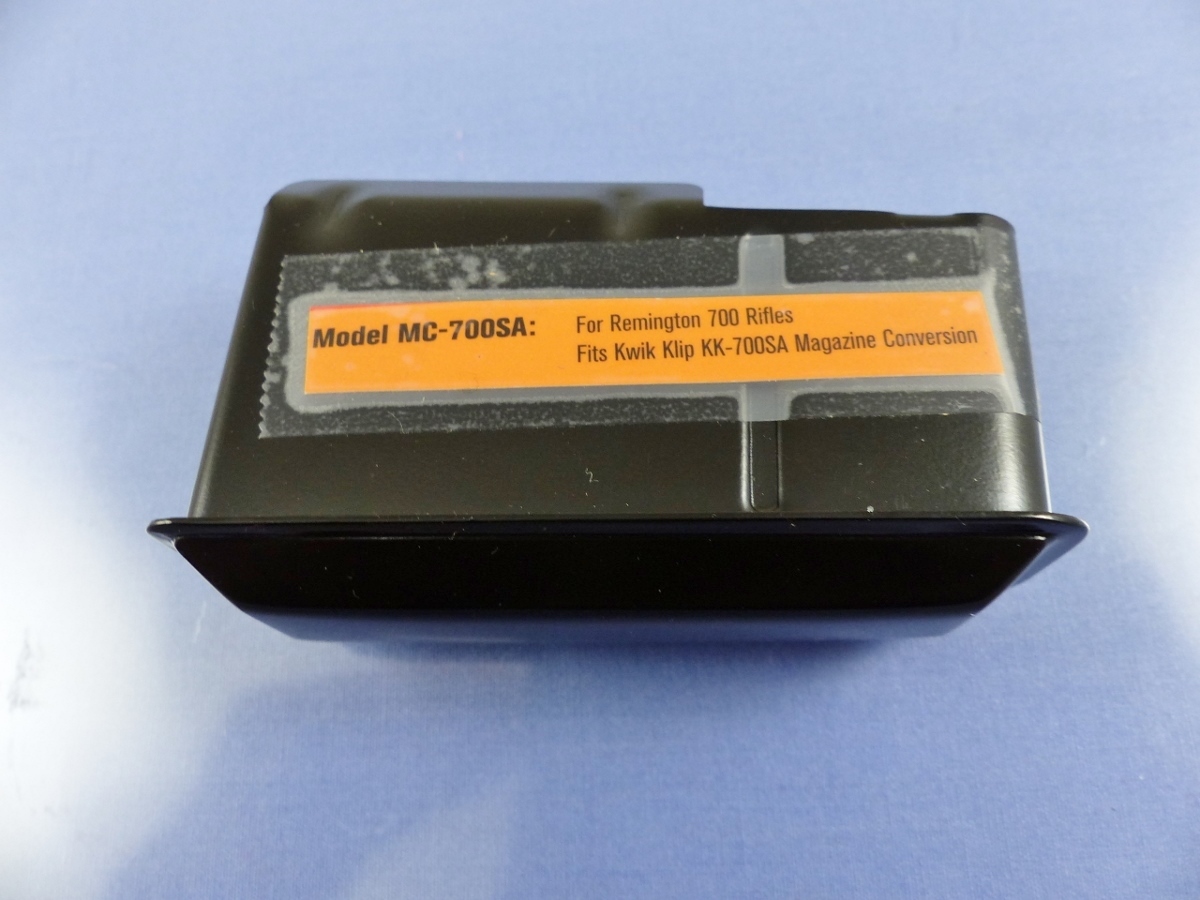 Model MC-700SA:
For Remington 700 Rifles
Fits Kwik Klip KK-700SA Magazine Conversion